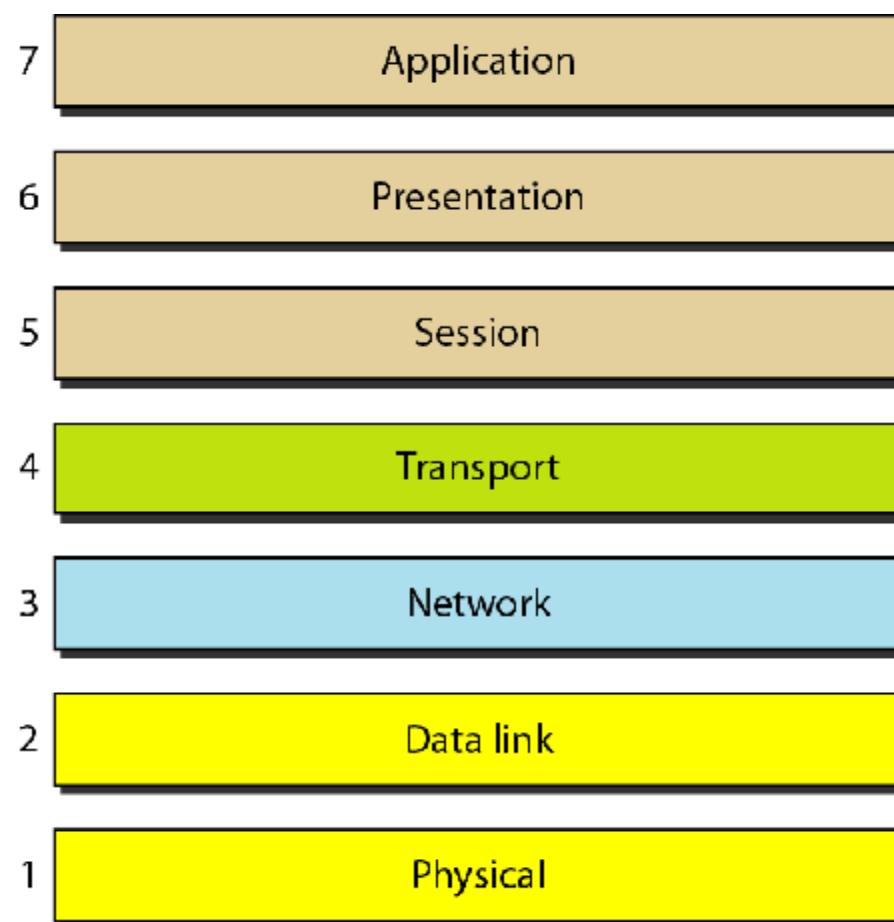 7 Application
6 Presentation
5 Session
4 Transport
3 Network
2 Data link
1 Physical